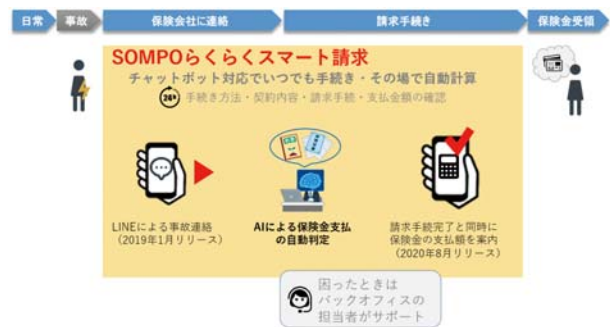 日常
事故
保険会社に連絡
請求手続き
保険金受領
SOMPOらくらくスマート請求
チャットボット対応でいつでも手続き・その場で自動計算
24h
手続き方法・契約内容・請求手続・支払金額の確認
LINEによる事故連絡
(2019年1月リリース)
AIによる保険金支払
の自動判定
請求手続完了と同時に
保険金の支払額を案内
(2020年8月リリース)
困ったときは
バックオフィスの
担当者がサポート